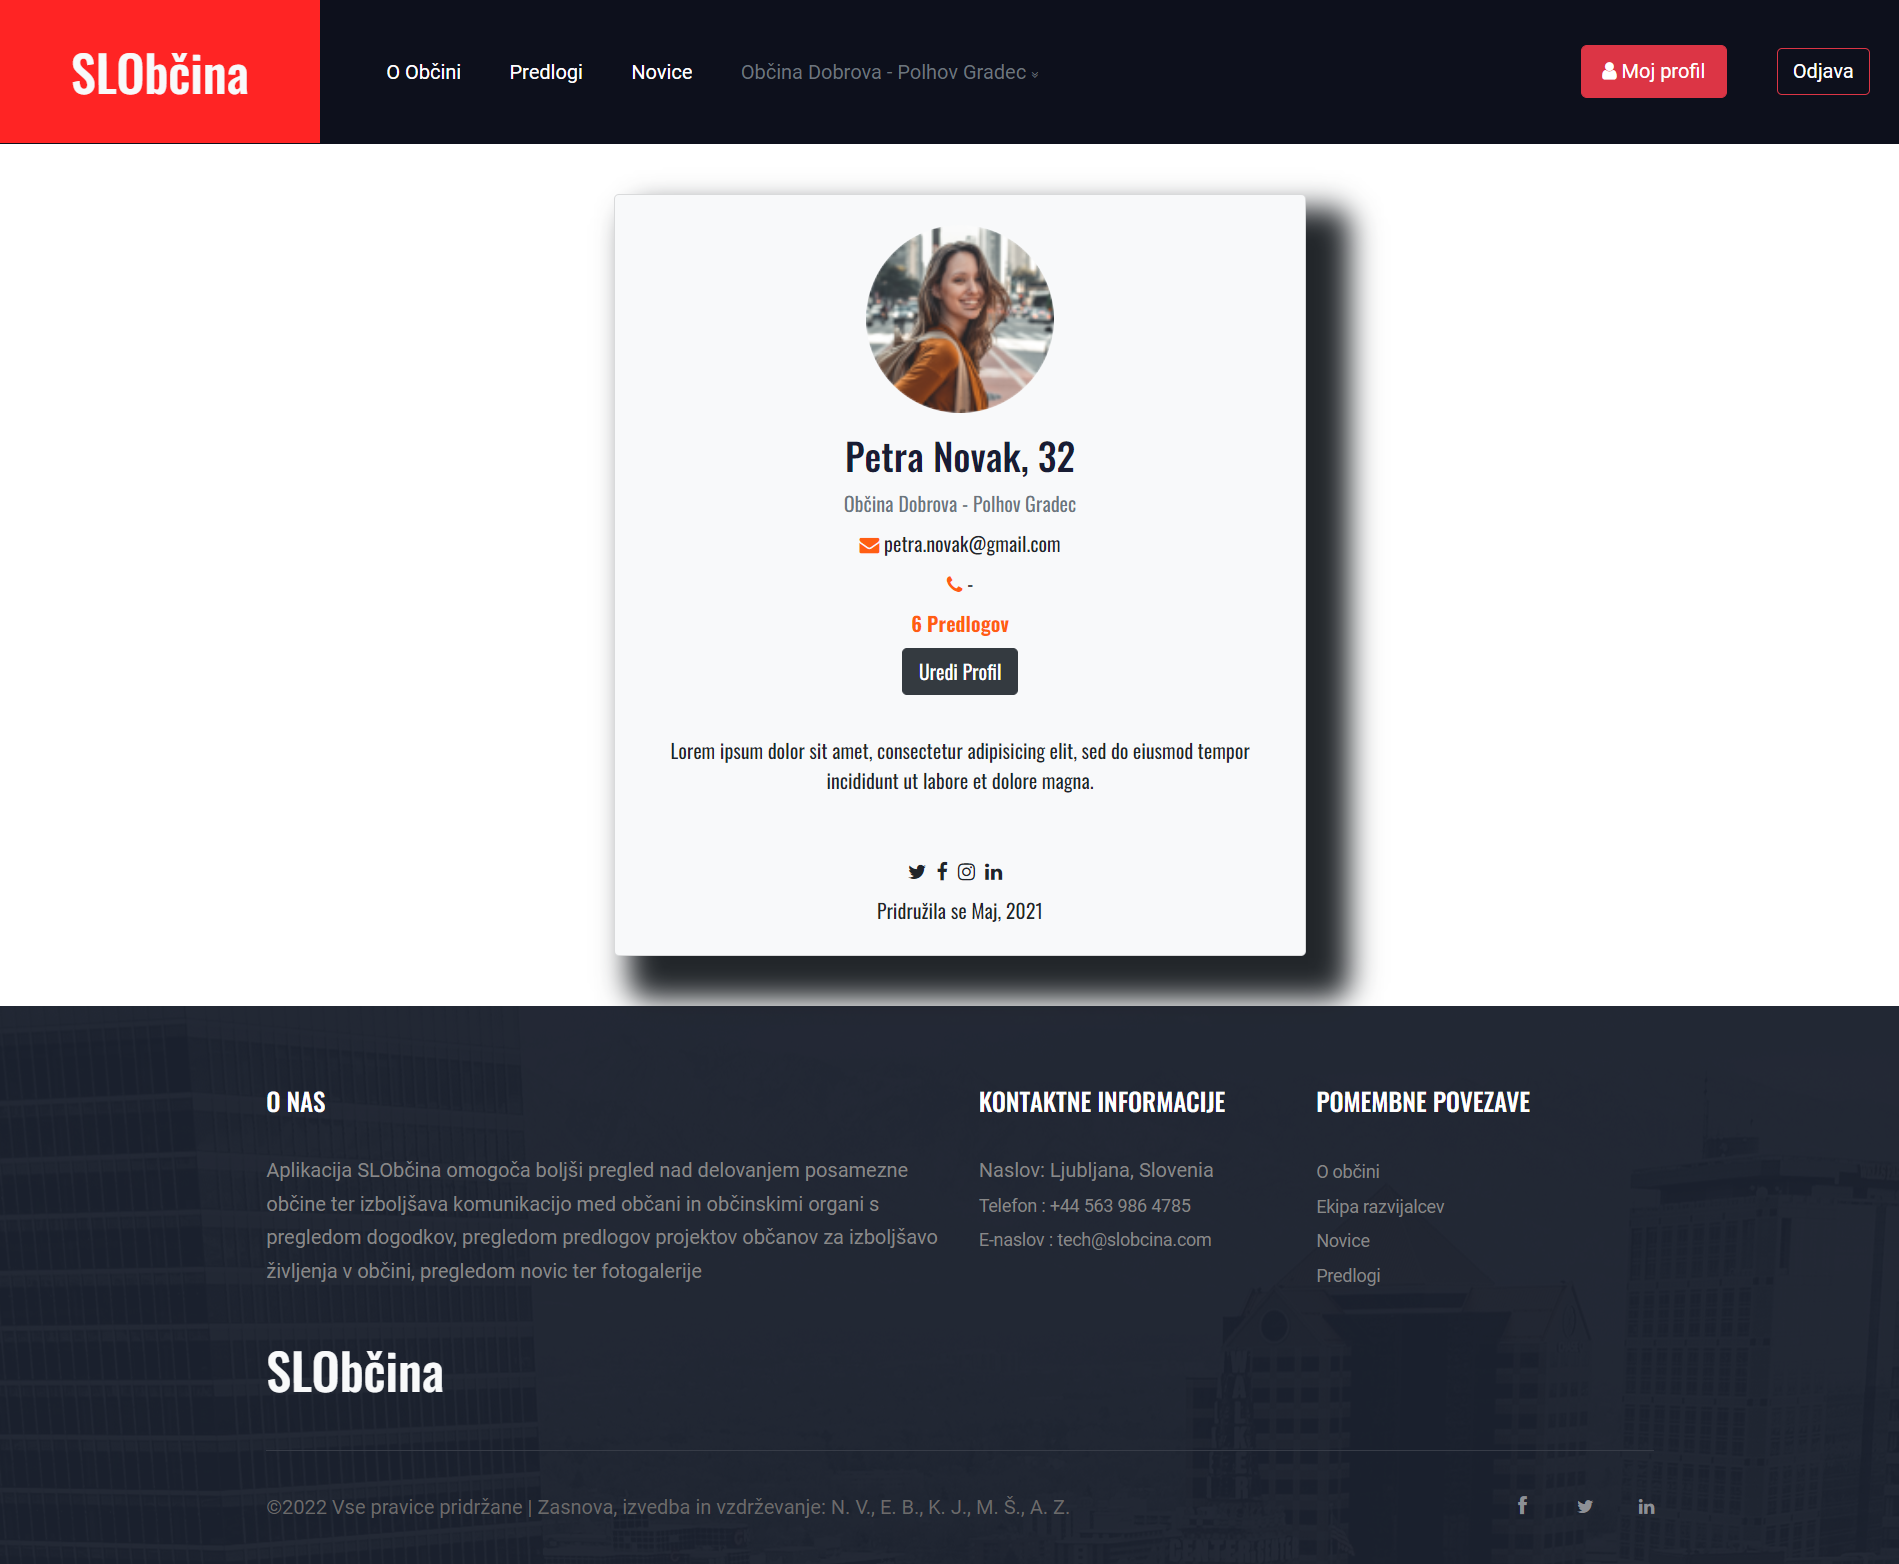 SLObčina
O Občini
Predlogi
Novice
Občina Dobrova - Polhov Gradec
Moj profil
Odjava
Petra Novak, 32
Občina Dobrova - Polhov Gradec
petra.novak@gmail.com
-
6 Predlogov
Uredi Profil
Lorem ipsum dolor sit amet, consectetur adipisicing elit, sed do eiusmod tempor
incididunt ut labore et dolore magna.
Pridružila se Maj, 2021
O NAS
Aplikacija SLObčina omogoča boljši pregled nad delovanjem posamezne
občine ter izboljšava komunikacijo med občani in občinskimi organi s
pregledom dogodkov, pregledom predlogov projektov občanov za izboljšavo
življenja v občini, pregledom novic ter fotogalerije
SLObčina
KONTAKTNE INFORMACIJE
Naslov: Ljubljana, Slovenia
Telefon : +44 563 986 4785
E-naslov : tech@slobcina.com
POMEMBNE POVEZAVE
O občini
Ekipa razvijalcev
Novice
Predlogi
©2022 Vse pravice pridržane | Zasnova, izvedba in vzdrževanje: N. V., E. B., K. J., M. Š., A. Z.